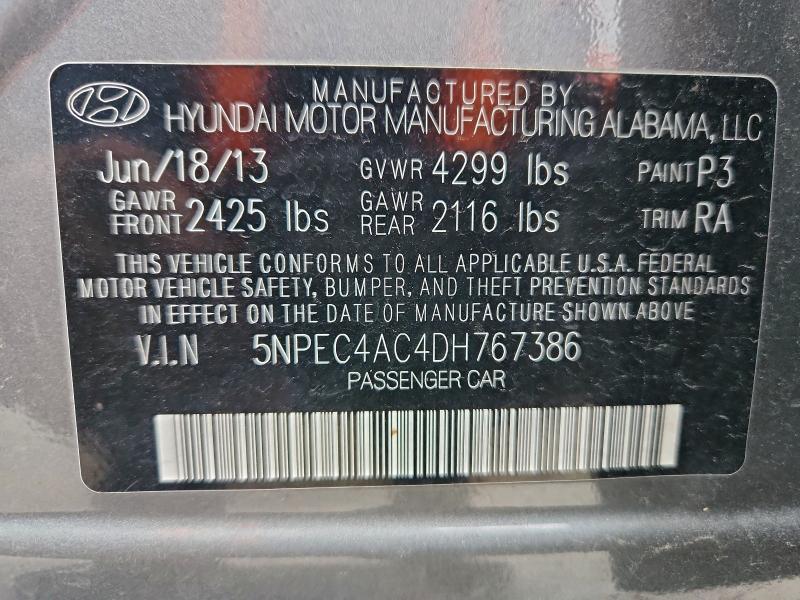 MANUFACTURED BY
HYUNDAI MOTOR MANUFACTURING ALABAMA, LLC
Jun/18/13 GVWR 4299 lbs PAINT P3
GAWR FRONT 2425 lbs GAWR REAR 2116 lbs TRIM RA
THIS VEHICLE CONFORMS TO ALL APPLICABLE U.S.A. FEDERAL
MOTOR VEHICLE SAFETY, BUMPER, AND THEFT PREVENTION STANDARDS
IN EFFECT ON THE DATE OF MANUFACTURE SHOWN ABOVE
V.I.N 5NPEC4AC4DH767386
PASSENGER CAR